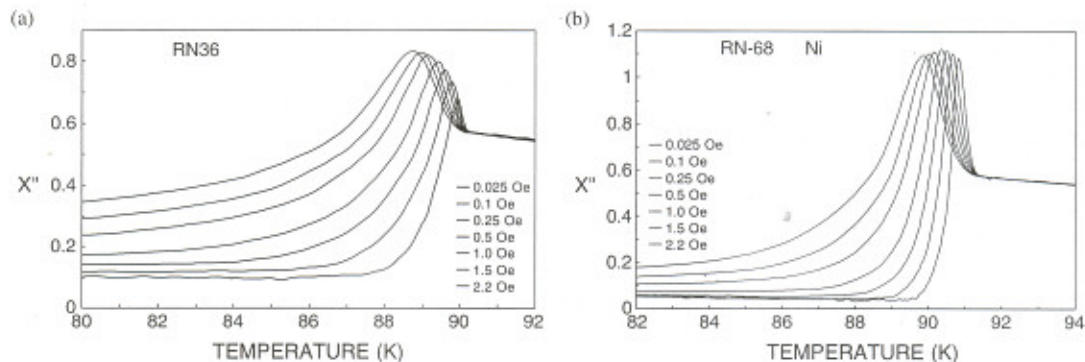 (a)
RN36
X"
0.8
0.6
0.4
0.2
0
0.025 Oe
0.1 Oe
0.25 Oe
0.5 Oe
1.0 Oe
1.5 Oe
2.2 Oe
80 82 84 86 88 90 92
TEMPERATURE (K)
(b)
RN-68 Ni
X"
1.2
1
0.8
0.6
0.4
0.2
0
0.025 Oe
0.1 Oe
0.25 Oe
0.5 Oe
1.0 Oe
1.5 Oe
2.2 Oe
82 84 86 88 90 92 94
TEMPERATURE (K)